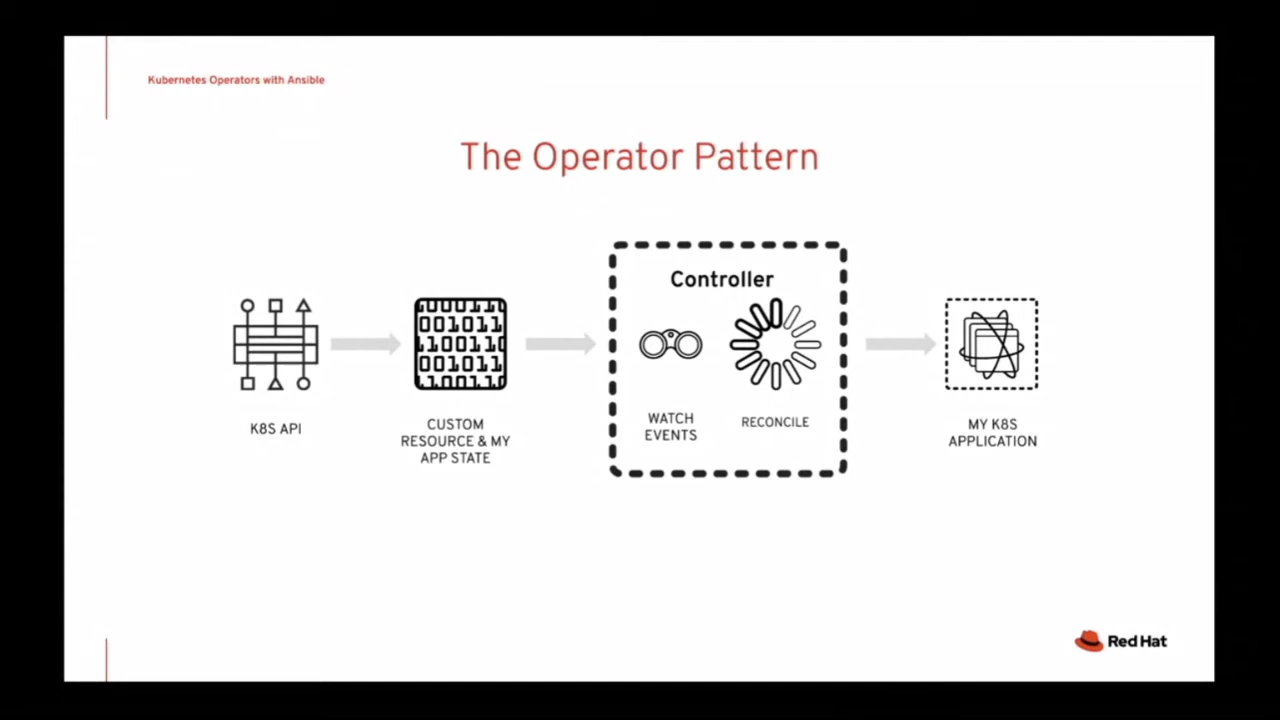 Kubernetes Operators with Ansible
The Operator Pattern
Controller
K8S API
CUSTOM
RESOURCE & MY
APP STATE
WATCH
EVENTS
RECONCILE
MY K8S
APPLICATION
Red Hat